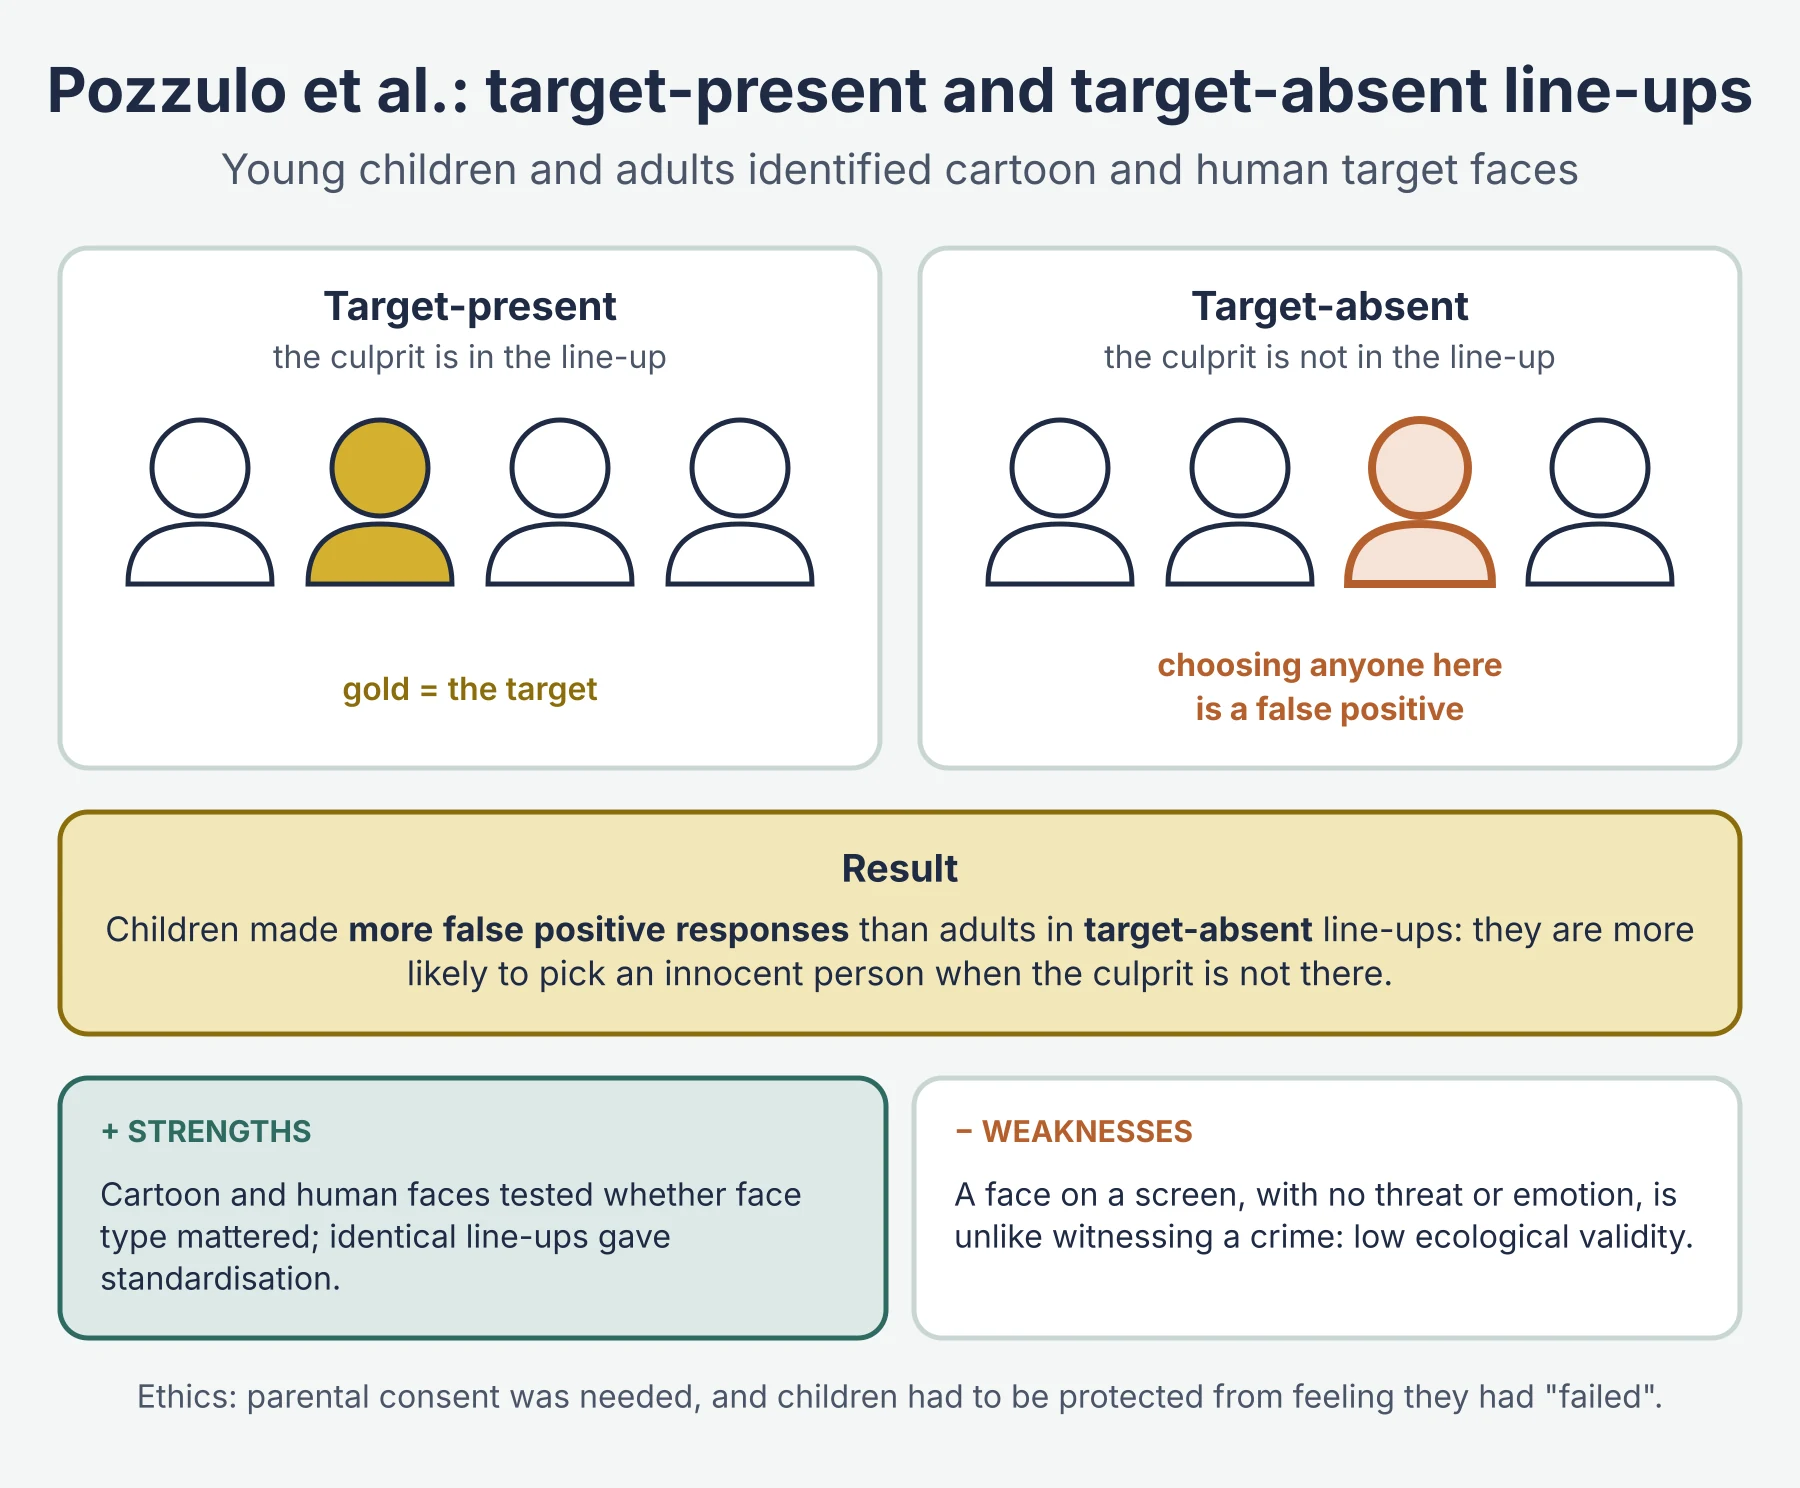 Pozzulo et al.: target-present and target-absent line-ups
Young children and adults identified cartoon and human target faces
Target-present
the culprit is in the line-up
gold = the target
Target-absent
the culprit is not in the line-up
choosing anyone here
is a false positive
Result
Children made more false positive responses than adults in target-absent line-ups: they are more
likely to pick an innocent person when the culprit is not there.
+ STRENGTHS
Cartoon and human faces tested whether face
type mattered; identical line-ups gave
standardisation.
− WEAKNESSES
A face on a screen, with no threat or emotion, is
unlike witnessing a crime: low ecological validity.
Ethics: parental consent was needed, and children had to be protected from feeling they had "failed".